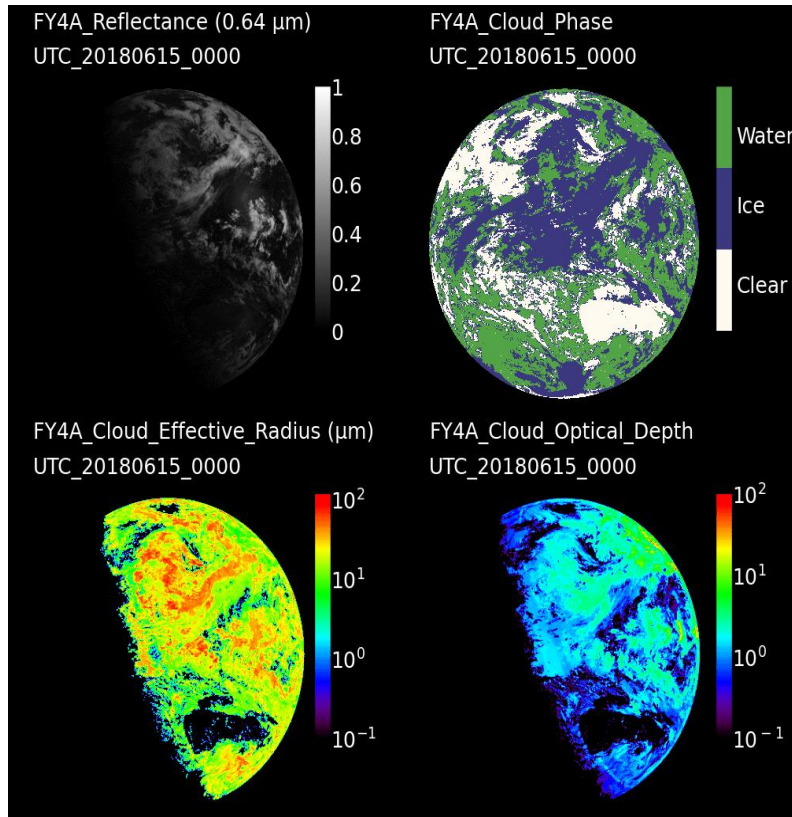 FY4A_Reflectance (0.64 μm)
UTC_20180615_0000
1
0.8
0.6
0.4
0.2
0
FY4A_Cloud_Phase
UTC_20180615_0000
Water
Ice
Clear
FY4A_Cloud_Effective_Radius (μm)
UTC_20180615_0000
10²
10¹
10⁰
10⁻¹
FY4A_Cloud_Optical_Depth
UTC_20180615_0000
10²
10¹
10⁰
10⁻¹